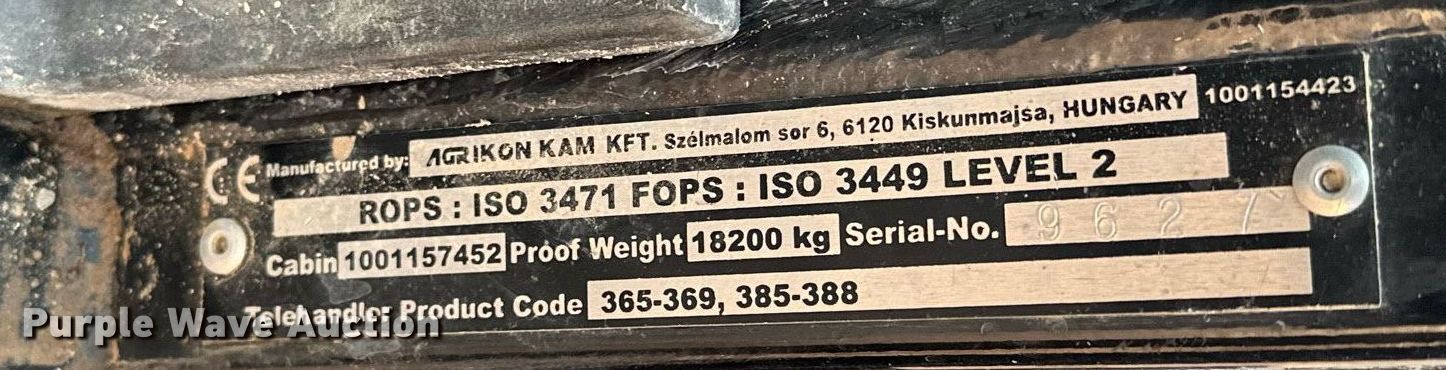 CE Manufactured by: AGRIKON KAM KFT. Szélmalom sor 6, 6120 Kiskunmajsa, HUNGARY 1001154423
ROPS : ISO 3471 FOPS : ISO 3449 LEVEL 2
Cabin 1001157452 Proof Weight 18200 kg Serial-No. 9627
Telehandler Product Code 365-369, 385-388
Purple Wave Auction